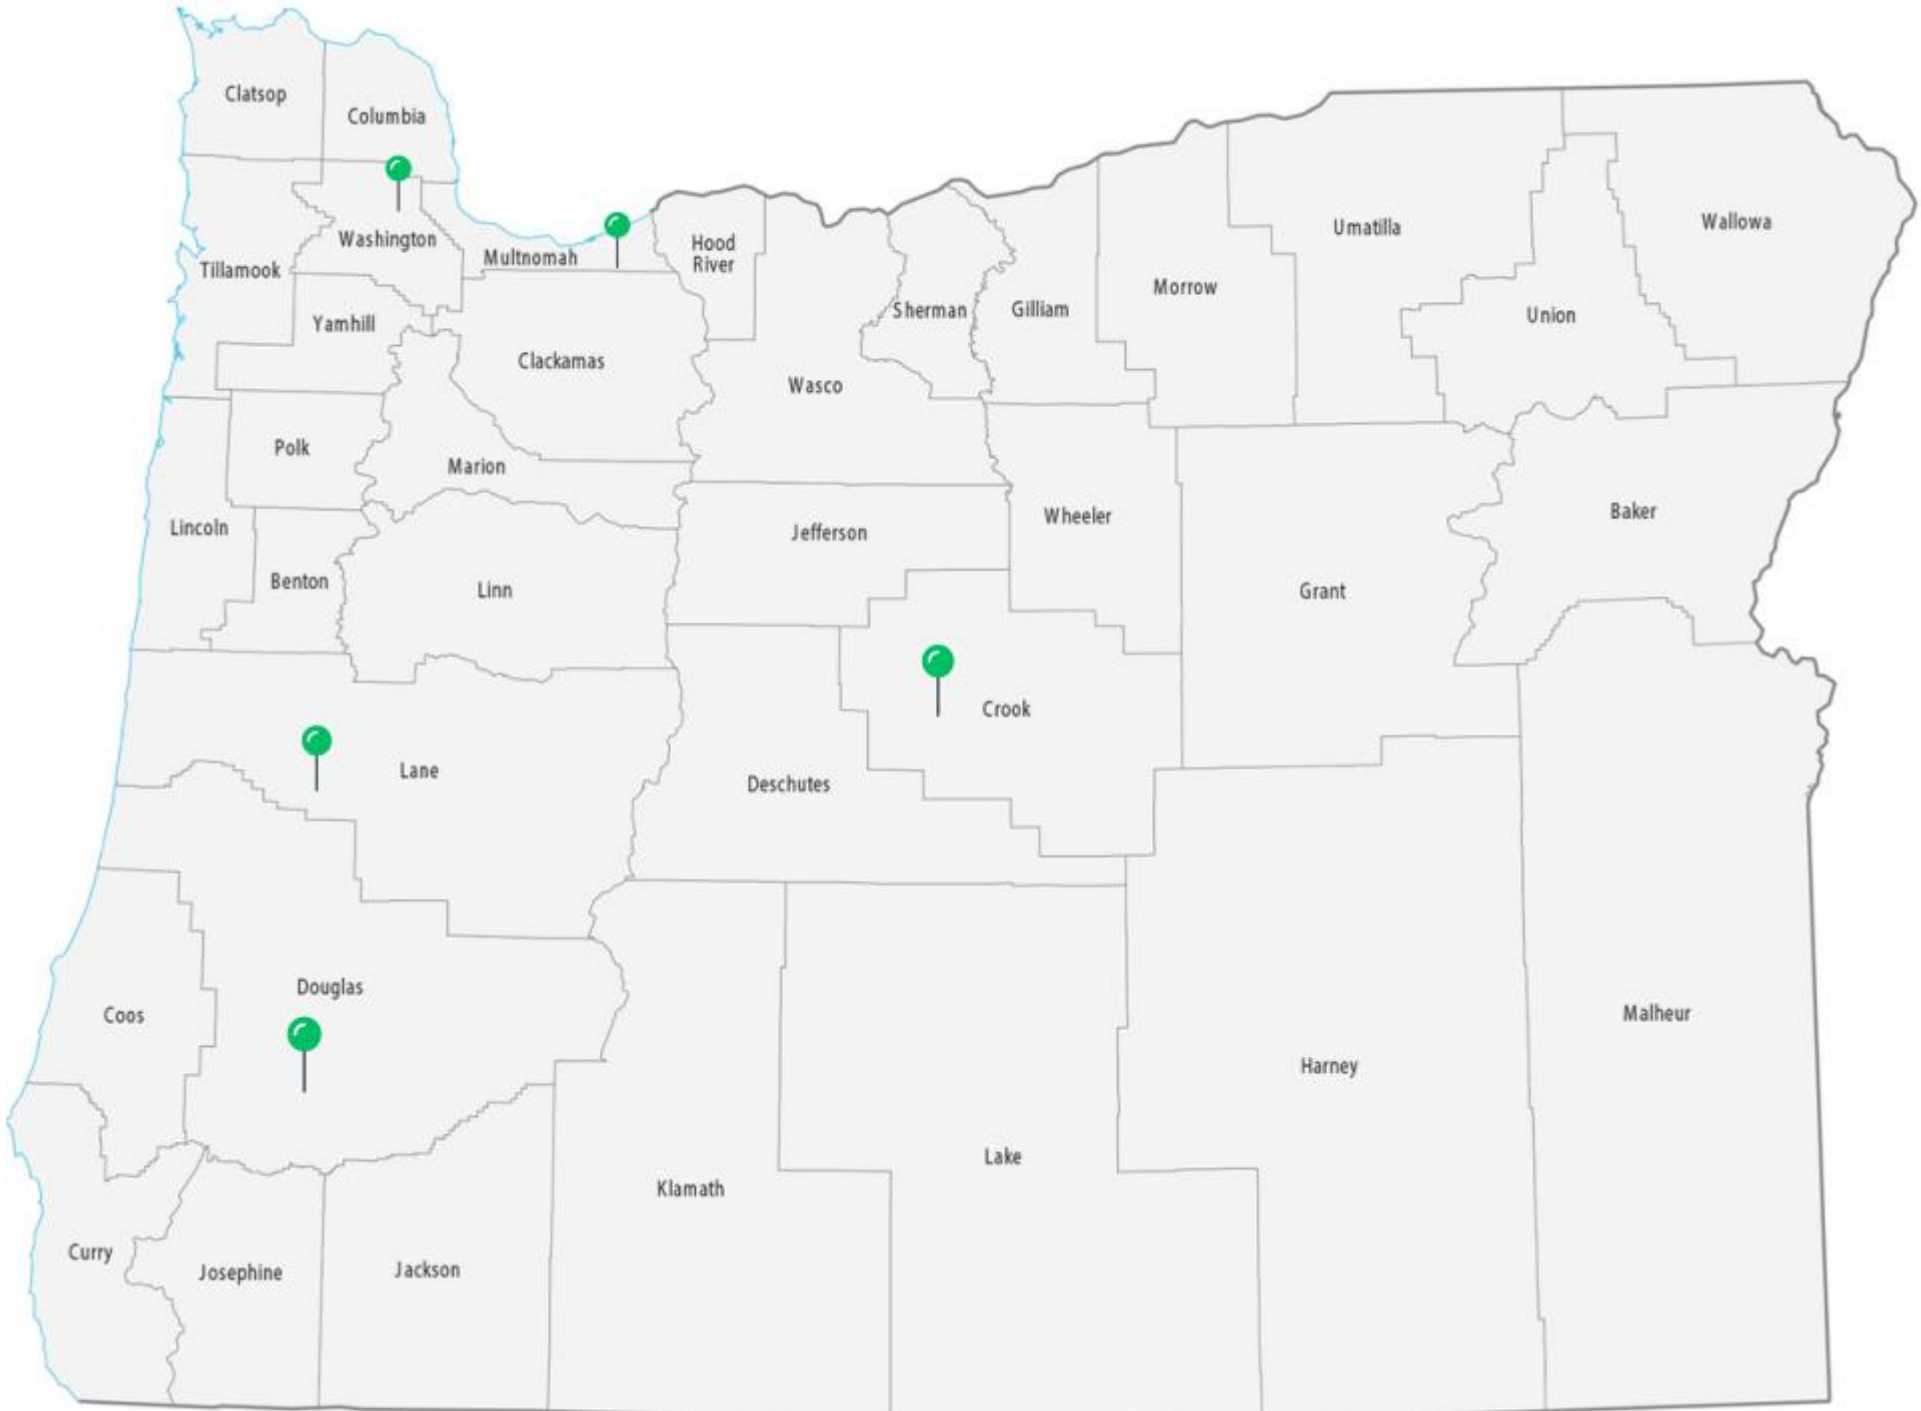 Clatsop
Columbia
Washington
Multnomah
Hood
River
Tillamook
Yamhill
Clackamas
Wasco
Sherman
Gilliam
Morrow
Umatilla
Union
Wallowa
Polk
Marion
Lincoln
Benton
Linn
Jefferson
Wheeler
Grant
Baker
Lane
Deschutes
Crook
Douglas
Coos
Curry
Josephine
Jackson
Klamath
Lake
Harney
Malheur